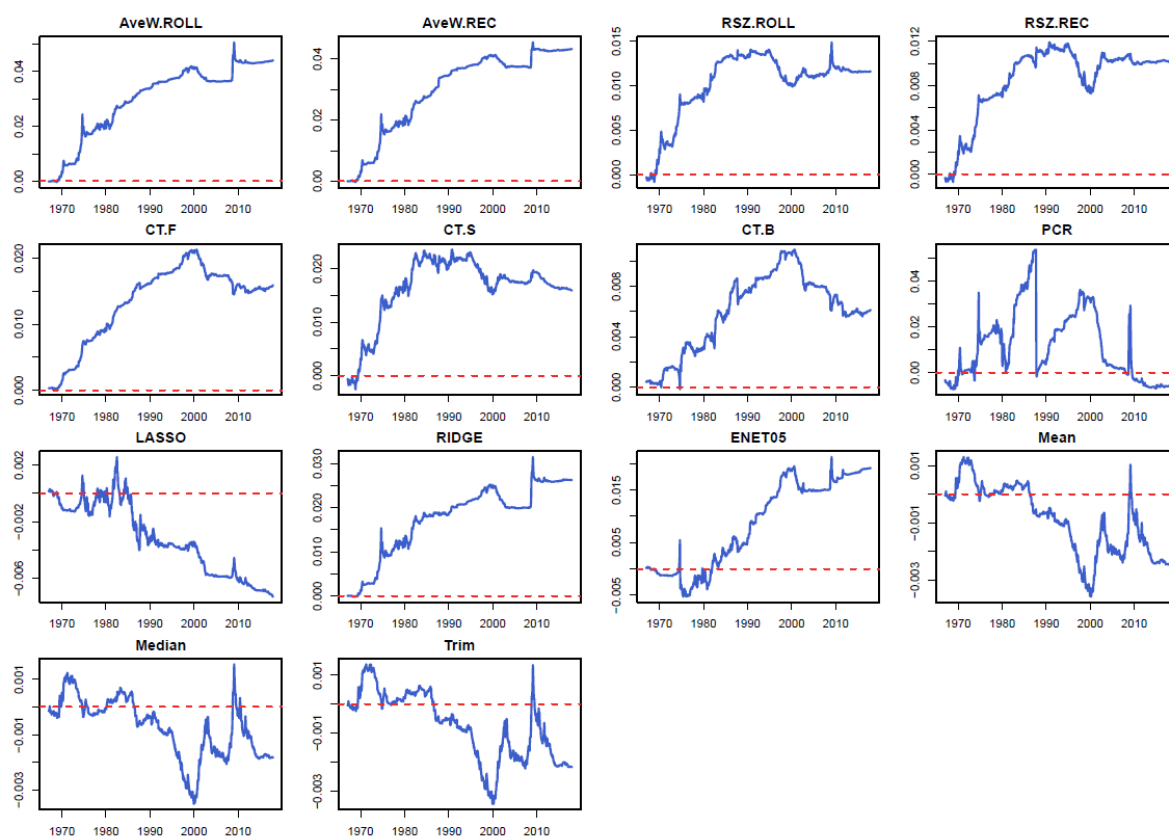 AveW.ROLL
0.00 0.02 0.04
1970 1980 1990 2000 2010
AveW.REC
0.00 0.02 0.04
1970 1980 1990 2000 2010
RSZ.ROLL
0.000 0.005 0.010 0.015
1970 1980 1990 2000 2010
RSZ.REC
0.000 0.004 0.008 0.012
1970 1980 1990 2000 2010
CT.F
0.000 0.010 0.020
1970 1980 1990 2000 2010
CT.S
0.000 0.010 0.020
1970 1980 1990 2000 2010
CT.B
0.000 0.004 0.008
1970 1980 1990 2000 2010
PCR
0.00 0.02 0.04
1970 1980 1990 2000 2010
LASSO
−0.006 −0.002 0.002
1970 1980 1990 2000 2010
RIDGE
0.000 0.010 0.020 0.030
1970 1980 1990 2000 2010
ENET05
−0.005 0.005 0.015
1970 1980 1990 2000 2010
Mean
−0.003 −0.001 0.001
1970 1980 1990 2000 2010
Median
−0.003 −0.001 0.001
1970 1980 1990 2000 2010
Trim
−0.003 −0.001 0.001
1970 1980 1990 2000 2010